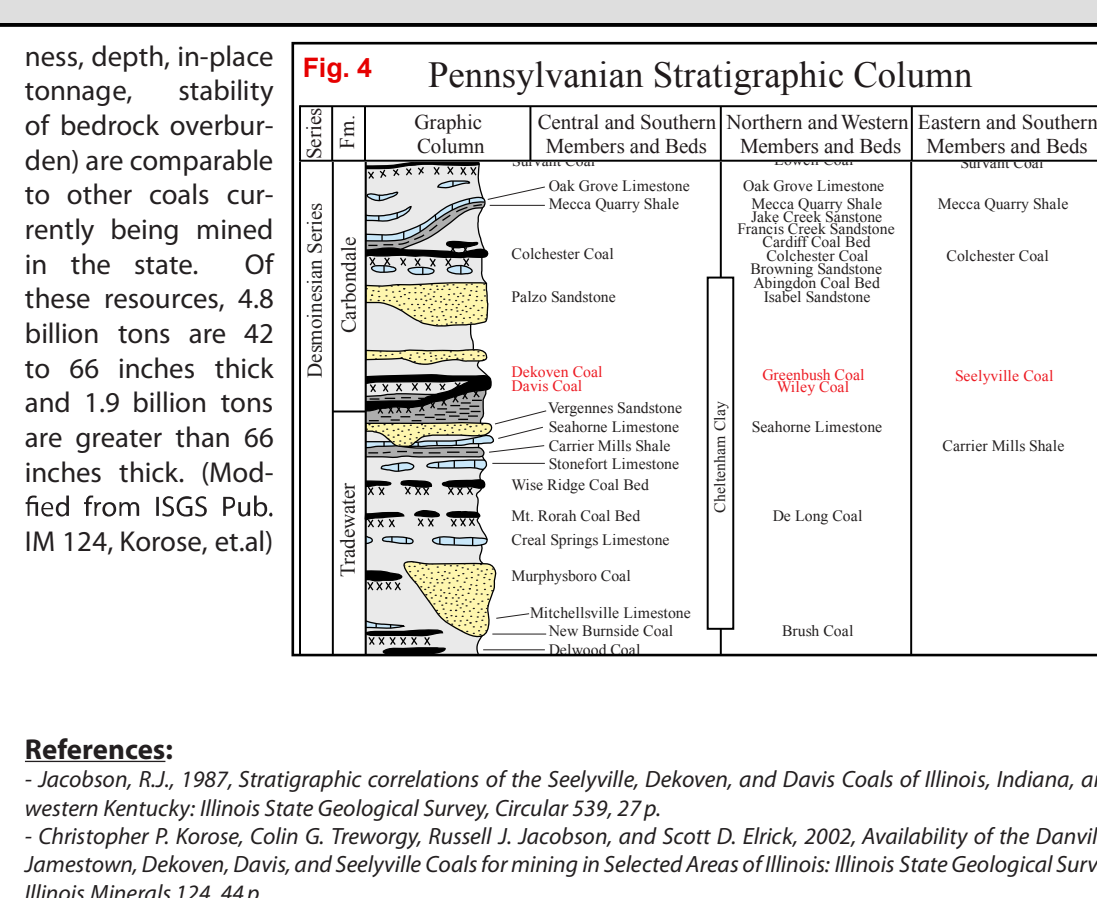 ness, depth, in-place
tonnage, stability
of bedrock overbur-
den) are comparable
to other coals cur-
rently being mined
in the state. Of
these resources, 4.8
billion tons are 42
to 66 inches thick
and 1.9 billion tons
are greater than 66
inches thick. (Mod-
fied from ISGS Pub.
IM 124, Korose, et.al)
Fig. 4
Pennsylvanian Stratigraphic Column
Series
Fm.
Graphic
Column
Central and Southern
Members and Beds
Northern and Western
Members and Beds
Eastern and Southern
Members and Beds
Desmoinesian Series
Carbondale
Tradewater
Survant Coal
Oak Grove Limestone
Mecca Quarry Shale
Colchester Coal
Palzo Sandstone
Dekoven Coal
Davis Coal
Vergennes Sandstone
Seahorne Limestone
Carrier Mills Shale
Stonefort Limestone
Wise Ridge Coal Bed
Mt. Rorah Coal Bed
Creal Springs Limestone
Murphysboro Coal
Mitchellsville Limestone
New Burnside Coal
Delwood Coal
Cheltenham Clay
Lowell Coal
Oak Grove Limestone
Mecca Quarry Shale
Jake Creek Sanstone
Francis Creek Sandstone
Cardiff Coal Bed
Colchester Coal
Browning Sandstone
Abingdon Coal Bed
Isabel Sandstone
Greenbush Coal
Wiley Coal
Seahorne Limestone
De Long Coal
Brush Coal
Survant Coal
Mecca Quarry Shale
Colchester Coal
Seelyville Coal
Carrier Mills Shale
References:
- Jacobson, R.J., 1987, Stratigraphic correlations of the Seelyville, Dekoven, and Davis Coals of Illinois, Indiana, an
western Kentucky: Illinois State Geological Survey, Circular 539, 27 p.
- Christopher P. Korose, Colin G. Treworgy, Russell J. Jacobson, and Scott D. Elrick, 2002, Availability of the Danvil
Jamestown, Dekoven, Davis, and Seelyville Coals for mining in Selected Areas of Illinois: Illinois State Geological Surv
Illinois Minerals 124, 44 p